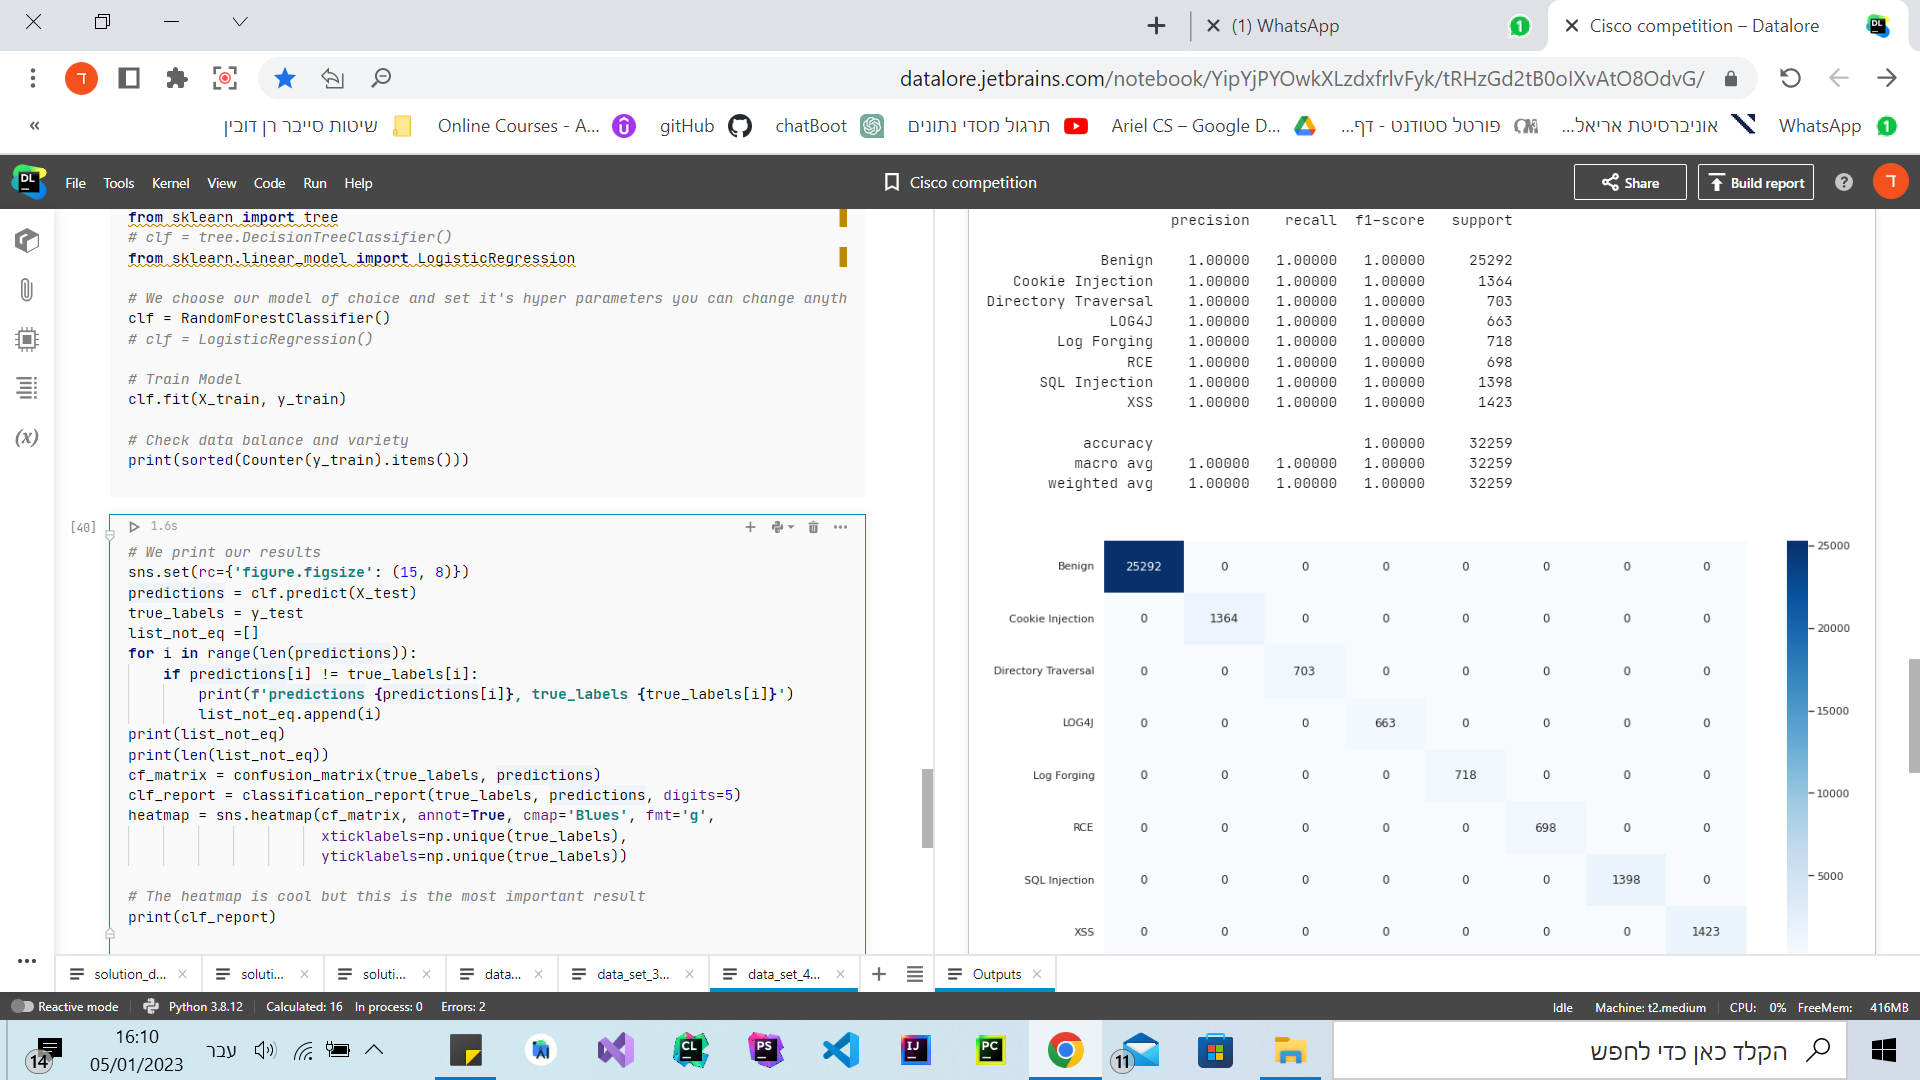 (1) WhatsApp
1
Cisco competition – Datalore
DL
ד
datalore.jetbrains.com/notebook/YipYjPYOwkXLzdxfrlvFyk/tRHzGd2tB0oIXvAtO8OdvG/
«
שיטות סייבר רן דובין
Online Courses - A...
gitHub
chatBoot
תרגול מסדי נתונים
Ariel CS – Google D...
פורטל סטודנט - דף...
אוניברסיטת אריאל...
WhatsApp
1
DL
File
Tools
Kernel
View
Code
Run
Help
Cisco competition
Share
Build report
?
ד
from sklearn import tree
# clf = tree.DecisionTreeClassifier()
from sklearn.linear_model import LogisticRegression
# We choose our model of choice and set it's hyper parameters you can change anyth
clf = RandomForestClassifier()
# clf = LogisticRegression()
# Train Model
clf.fit(X_train, y_train)
# Check data balance and variety
print(sorted(Counter(y_train).items()))
(x)
[40]
1.6s
# We print our results
sns.set(rc={'figure.figsize': (15, 8)})
predictions = clf.predict(X_test)
true_labels = y_test
list_not_eq =[]
for i in range(len(predictions)):
if predictions[i] != true_labels[i]:
print(f'predictions {predictions[i]}, true_labels {true_labels[i]}')
list_not_eq.append(i)
print(list_not_eq)
print(len(list_not_eq))
cf_matrix = confusion_matrix(true_labels, predictions)
clf_report = classification_report(true_labels, predictions, digits=5)
heatmap = sns.heatmap(cf_matrix, annot=True, cmap='Blues', fmt='g',
xticklabels=np.unique(true_labels),
yticklabels=np.unique(true_labels))
# The heatmap is cool but this is the most important result
print(clf_report)
precision recall f1-score support
Benign 1.00000 1.00000 1.00000 25292
Cookie Injection 1.00000 1.00000 1.00000 1364
Directory Traversal 1.00000 1.00000 1.00000 703
LOG4J 1.00000 1.00000 1.00000 663
Log Forging 1.00000 1.00000 1.00000 718
RCE 1.00000 1.00000 1.00000 698
SQL Injection 1.00000 1.00000 1.00000 1398
XSS 1.00000 1.00000 1.00000 1423
accuracy 1.00000 32259
macro avg 1.00000 1.00000 1.00000 32259
weighted avg 1.00000 1.00000 1.00000 32259
Benign 25292 0 0 0 0 0 0 0
Cookie Injection 0 1364 0 0 0 0 0 0
Directory Traversal 0 0 703 0 0 0 0 0
LOG4J 0 0 0 663 0 0 0 0
Log Forging 0 0 0 0 718 0 0 0
RCE 0 0 0 0 0 698 0 0
SQL Injection 0 0 0 0 0 0 1398 0
XSS 0 0 0 0 0 0 0 1423
25000
20000
15000
10000
5000
solution_d...
soluti...
soluti...
data...
data_set_3...
data_set_4...
Outputs
Reactive mode
Python 3.8.12
Calculated: 16
In process: 0
Errors: 2
Idle
Machine: t2.medium
CPU: 0%
FreeMem: 416MB
14
16:10
05/01/2023
עבר
CL
PS
IJ
PC
11
הקלד כאן כדי לחפש